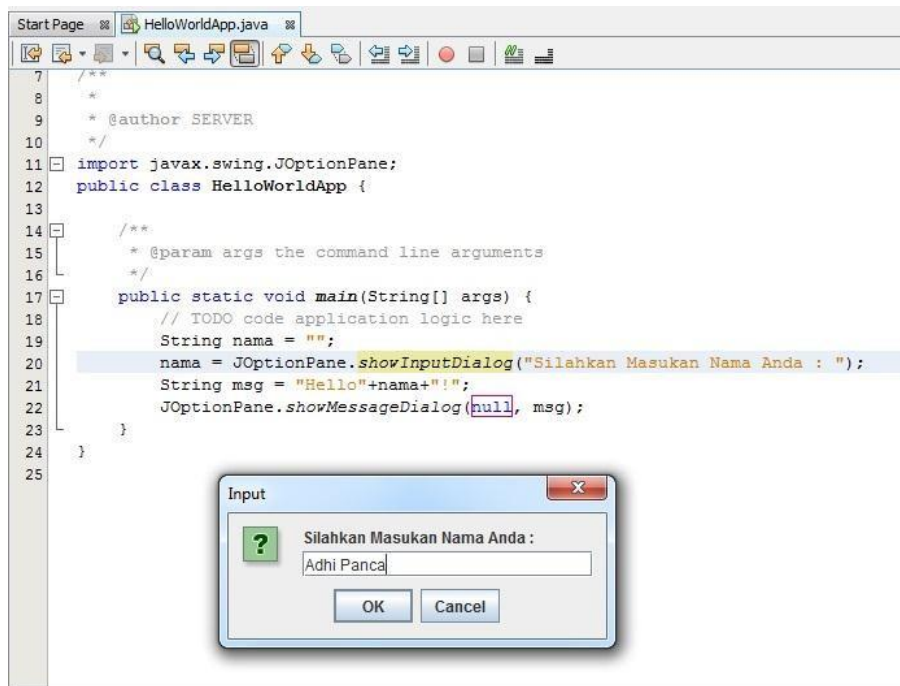 Start Page HelloWorldApp.java
7 /**
8 *
9 * @author SERVER
10 */
11 import javax.swing.JOptionPane;
12 public class HelloWorldApp {
13
14 /**
15 * @param args the command line arguments
16 */
17 public static void main(String[] args) {
18 // TODO code application logic here
19 String nama = "";
20 nama = JOptionPane.showInputDialog("Silahkan Masukan Nama Anda : ");
21 String msg = "Hello"+nama+"!";
22 JOptionPane.showMessageDialog(null, msg);
23 }
24 }
25
Input
Silahkan Masukan Nama Anda :
Adhi Panca
OK Cancel